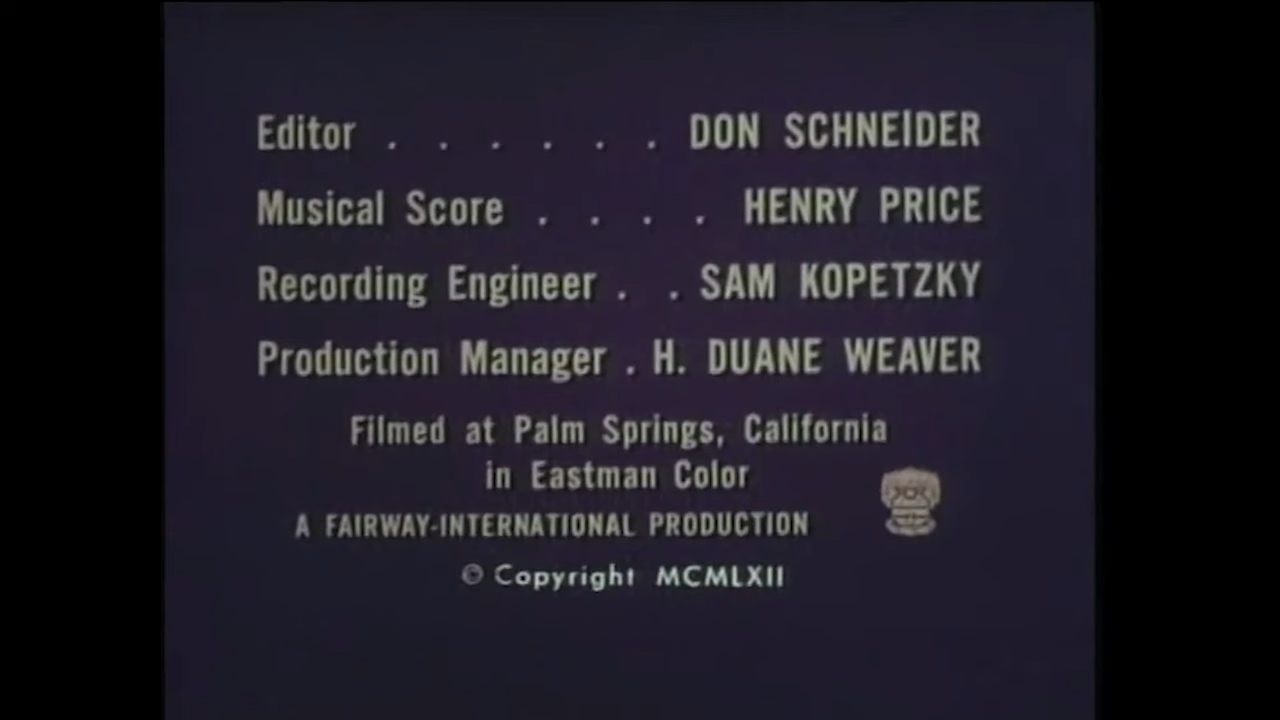 Editor . . . . . . DON SCHNEIDER
Musical Score . . . . HENRY PRICE
Recording Engineer . . SAM KOPETZKY
Production Manager . H. DUANE WEAVER
Filmed at Palm Springs, California
in Eastman Color
A FAIRWAY-INTERNATIONAL PRODUCTION
© Copyright MCMLXII